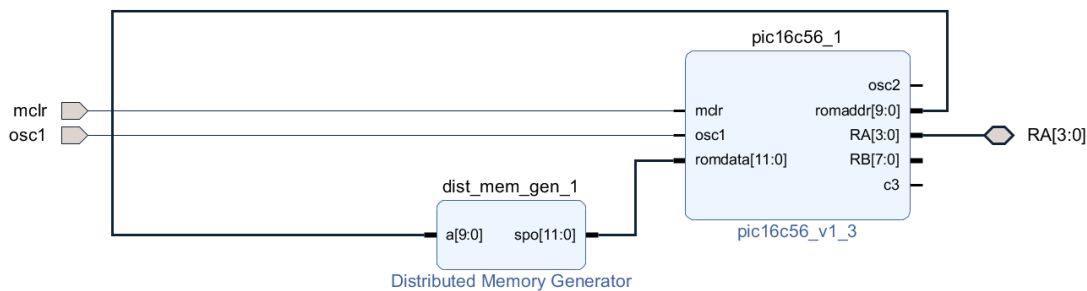 pic16c56_1
osc2
mclr
mclr
romaddr[9:0]
osc1
osc1
RA[3:0]
RA[3:0]
romdata[11:0]
RB[7:0]
c3
dist_mem_gen_1
a[9:0]
spo[11:0]
pic16c56_v1_3
Distributed Memory Generator